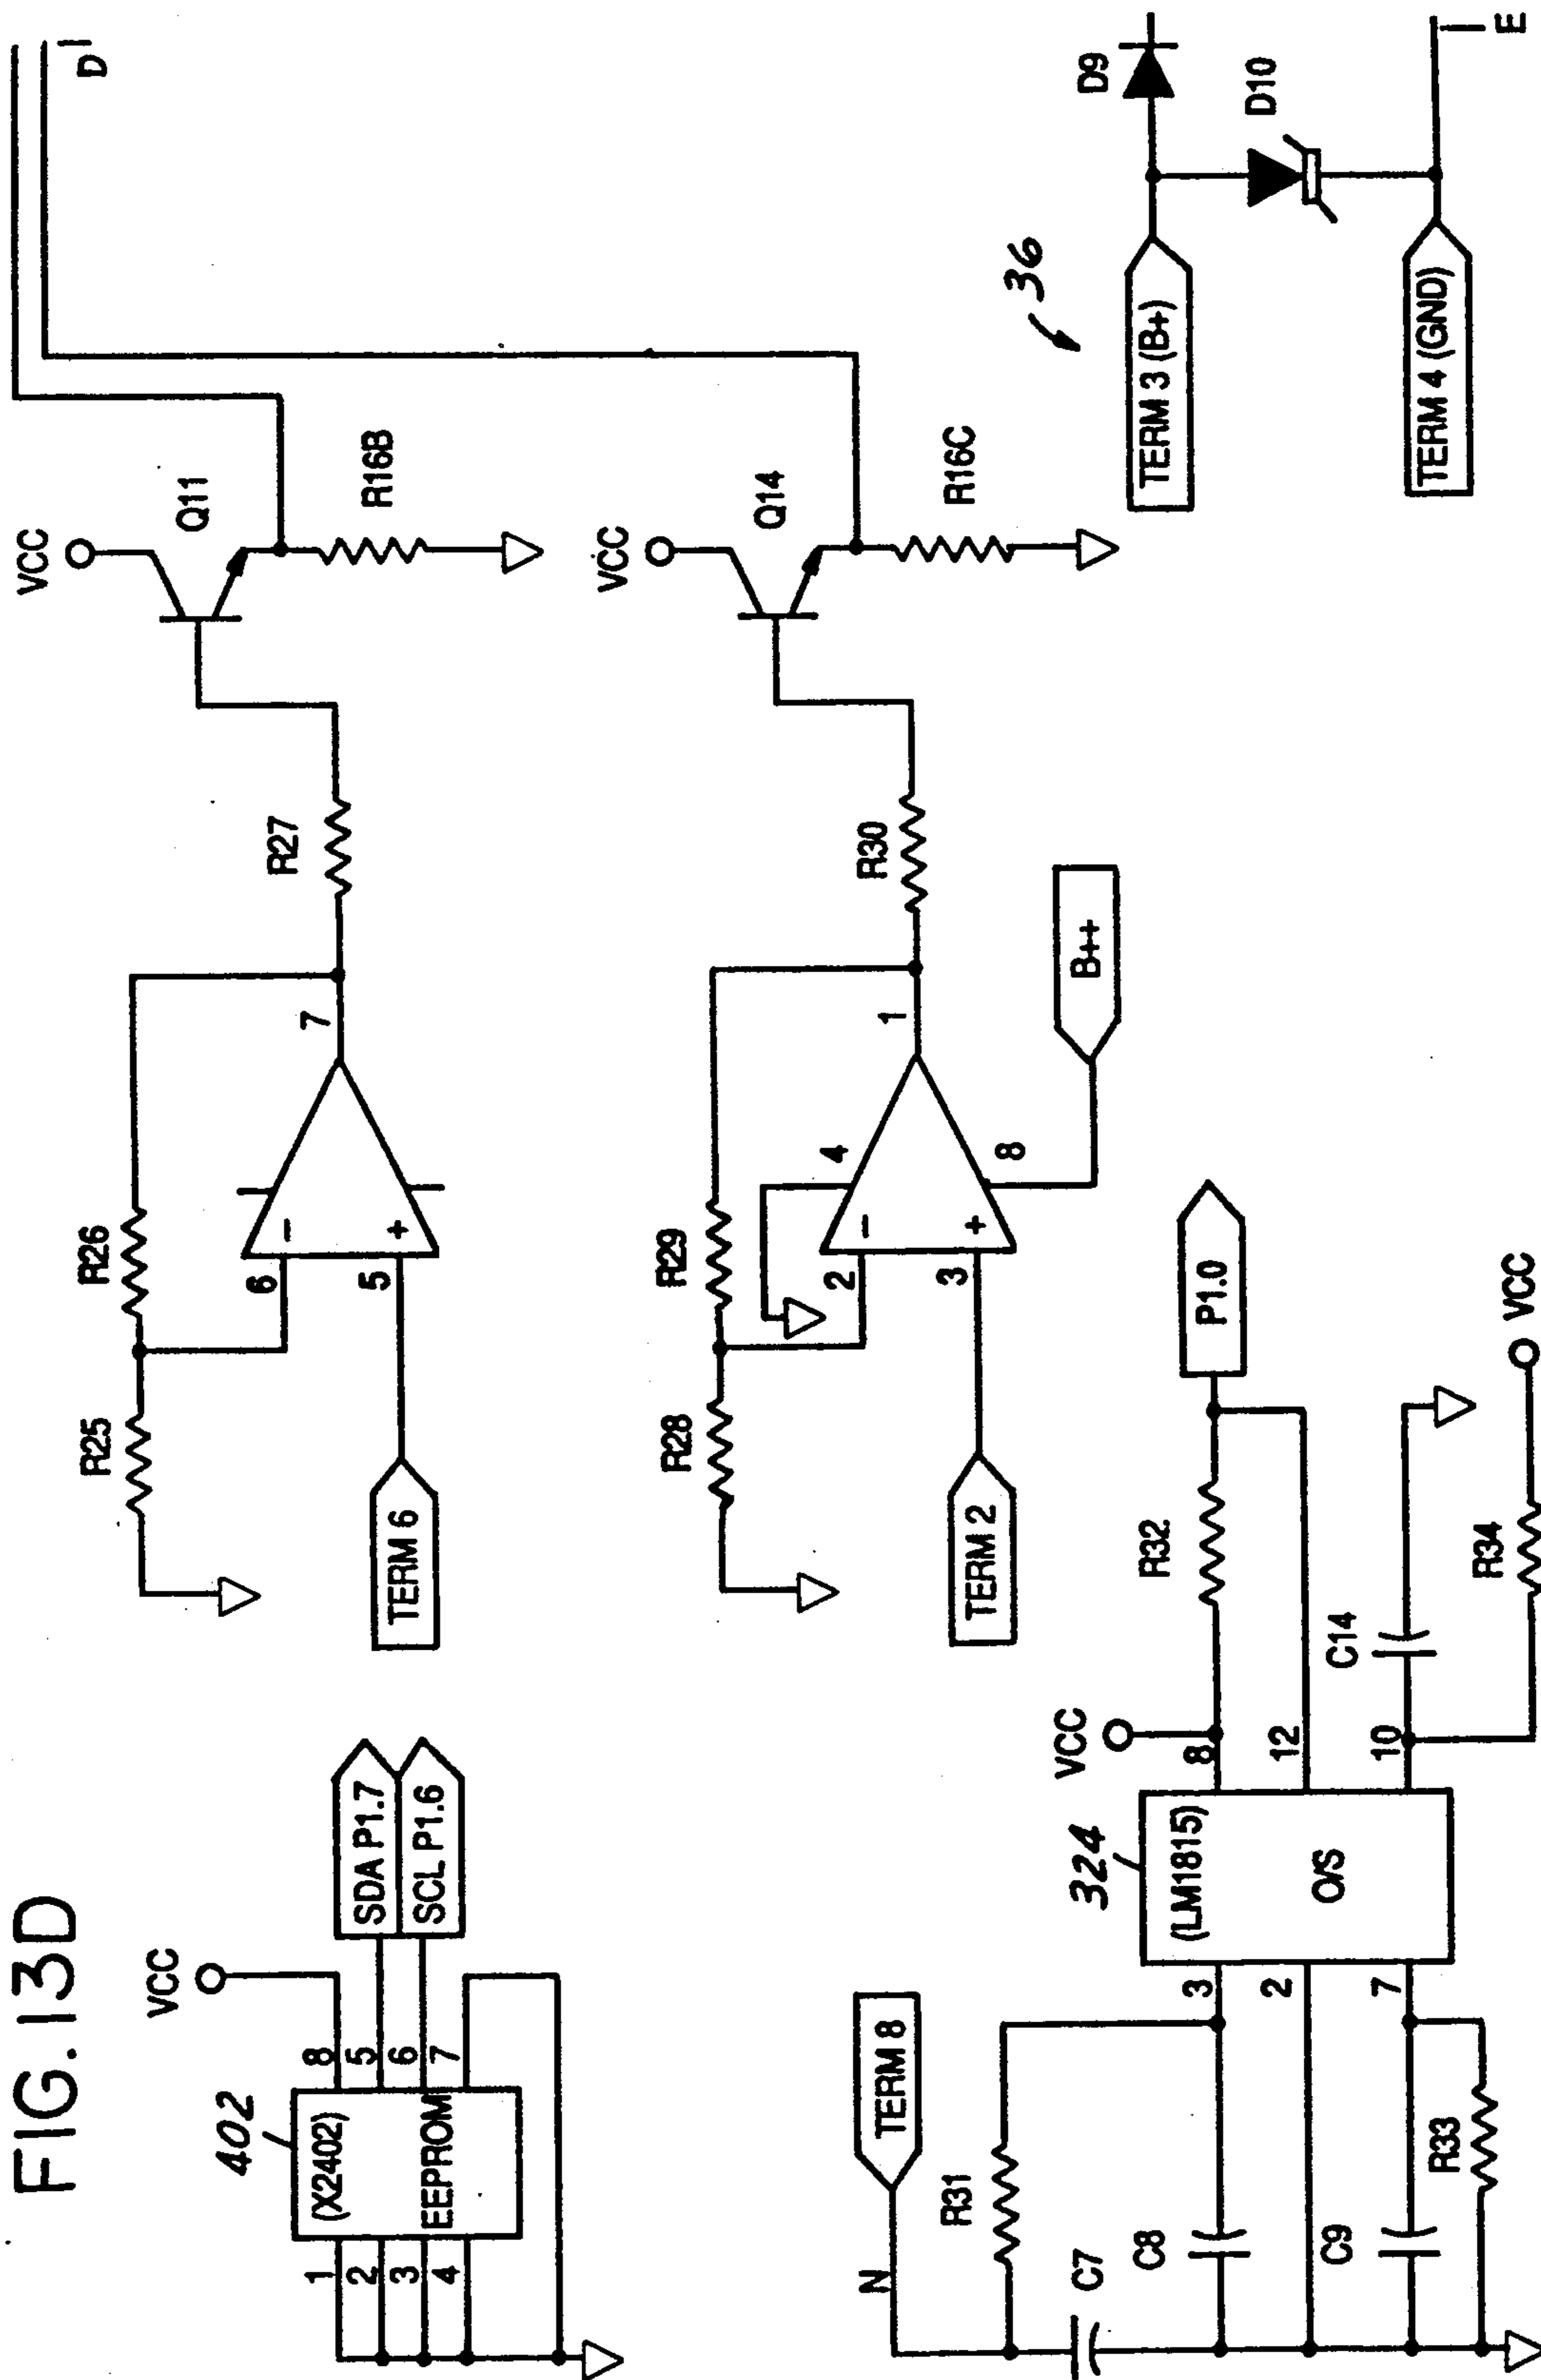 FIG. 13D
VCC
402
(X2402)
EEPROM
1
2
3
4
8
5
6
7
SDA P1.7
SCL P1.6
R25
R26
6
5
7
TERM 6
R27
VCC
Q11
R16B
D
R28
R29
2
3
4
8
1
TERM 2
B++
R30
VCC
Q14
R16C
TERM 8
N
R31
C7
C8
C9
R33
3
2
7
324
(LM1815)
O/S
VCC
8
12
10
R32
P1.0
C14
R34
VCC
36
TERM 3 (B+)
TERM 4 (GND)
D9
D10
E